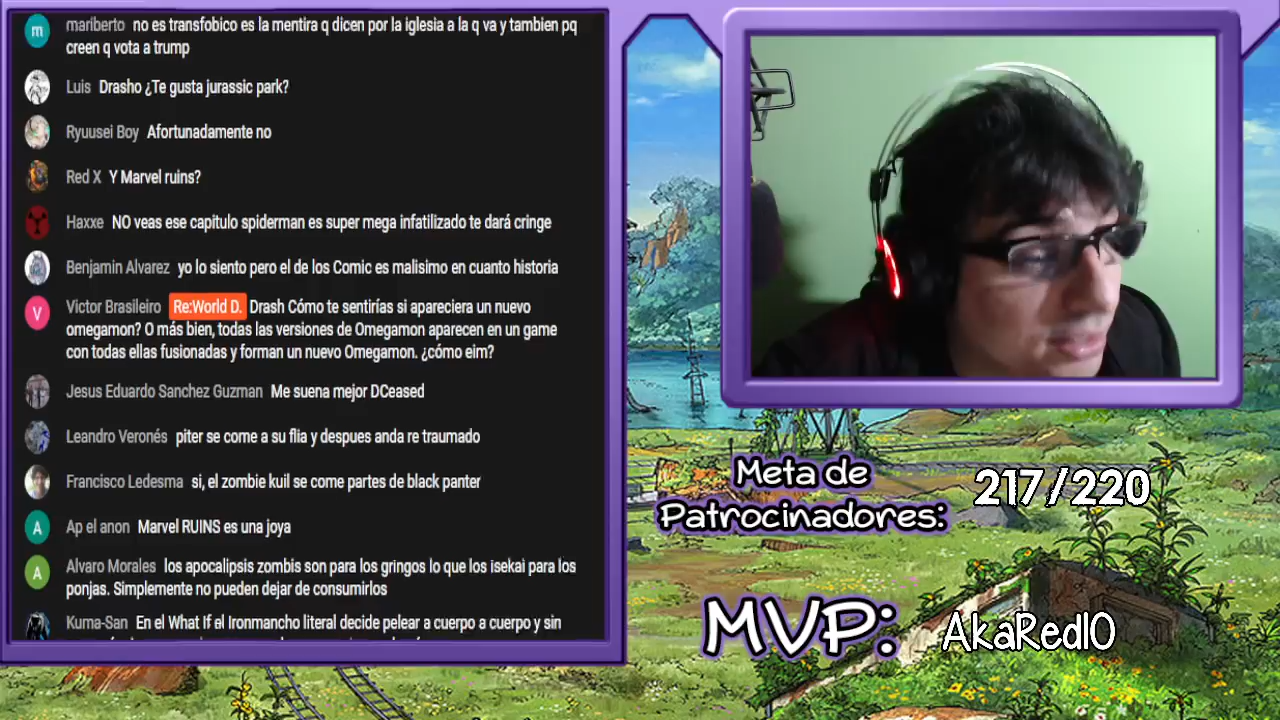 mariberto no es transfobico es la mentira q dicen por la iglesia a la q va y tambien pq
creen q vota a trump
Luis Drasho ¿Te gusta jurassic park?
Ryuusei Boy Afortunadamente no
Red X Y Marvel ruins?
Haxxe NO veas ese capitulo spiderman es super mega infatilizado te dará cringe
Benjamin Alvarez yo lo siento pero el de los Comic es malisimo en cuanto historia
V
Victor Brasileiro Re:World D. Drash Cómo te sentirías si apareciera un nuevo
omegamon? O más bien, todas las versiones de Omegamon aparecen en un game
con todas ellas fusionadas y forman un nuevo Omegamon. ¿cómo eim?
Jesus Eduardo Sanchez Guzman Me suena mejor DCeased
Leandro Veronés piter se come a su flia y despues anda re traumado
Francisco Ledesma si, el zombie kuil se come partes de black panter
A
Ap el anon Marvel RUINS es una joya
A
Alvaro Morales los apocalipsis zombis son para los gringos lo que los isekai para los
ponjas. Simplemente no pueden dejar de consumirlos
Kuma-San En el What If el Ironmancho literal decide pelear a cuerpo a cuerpo y sin
m
Meta de
Patrocinadores:
217/220
MVP:
AkaRed10